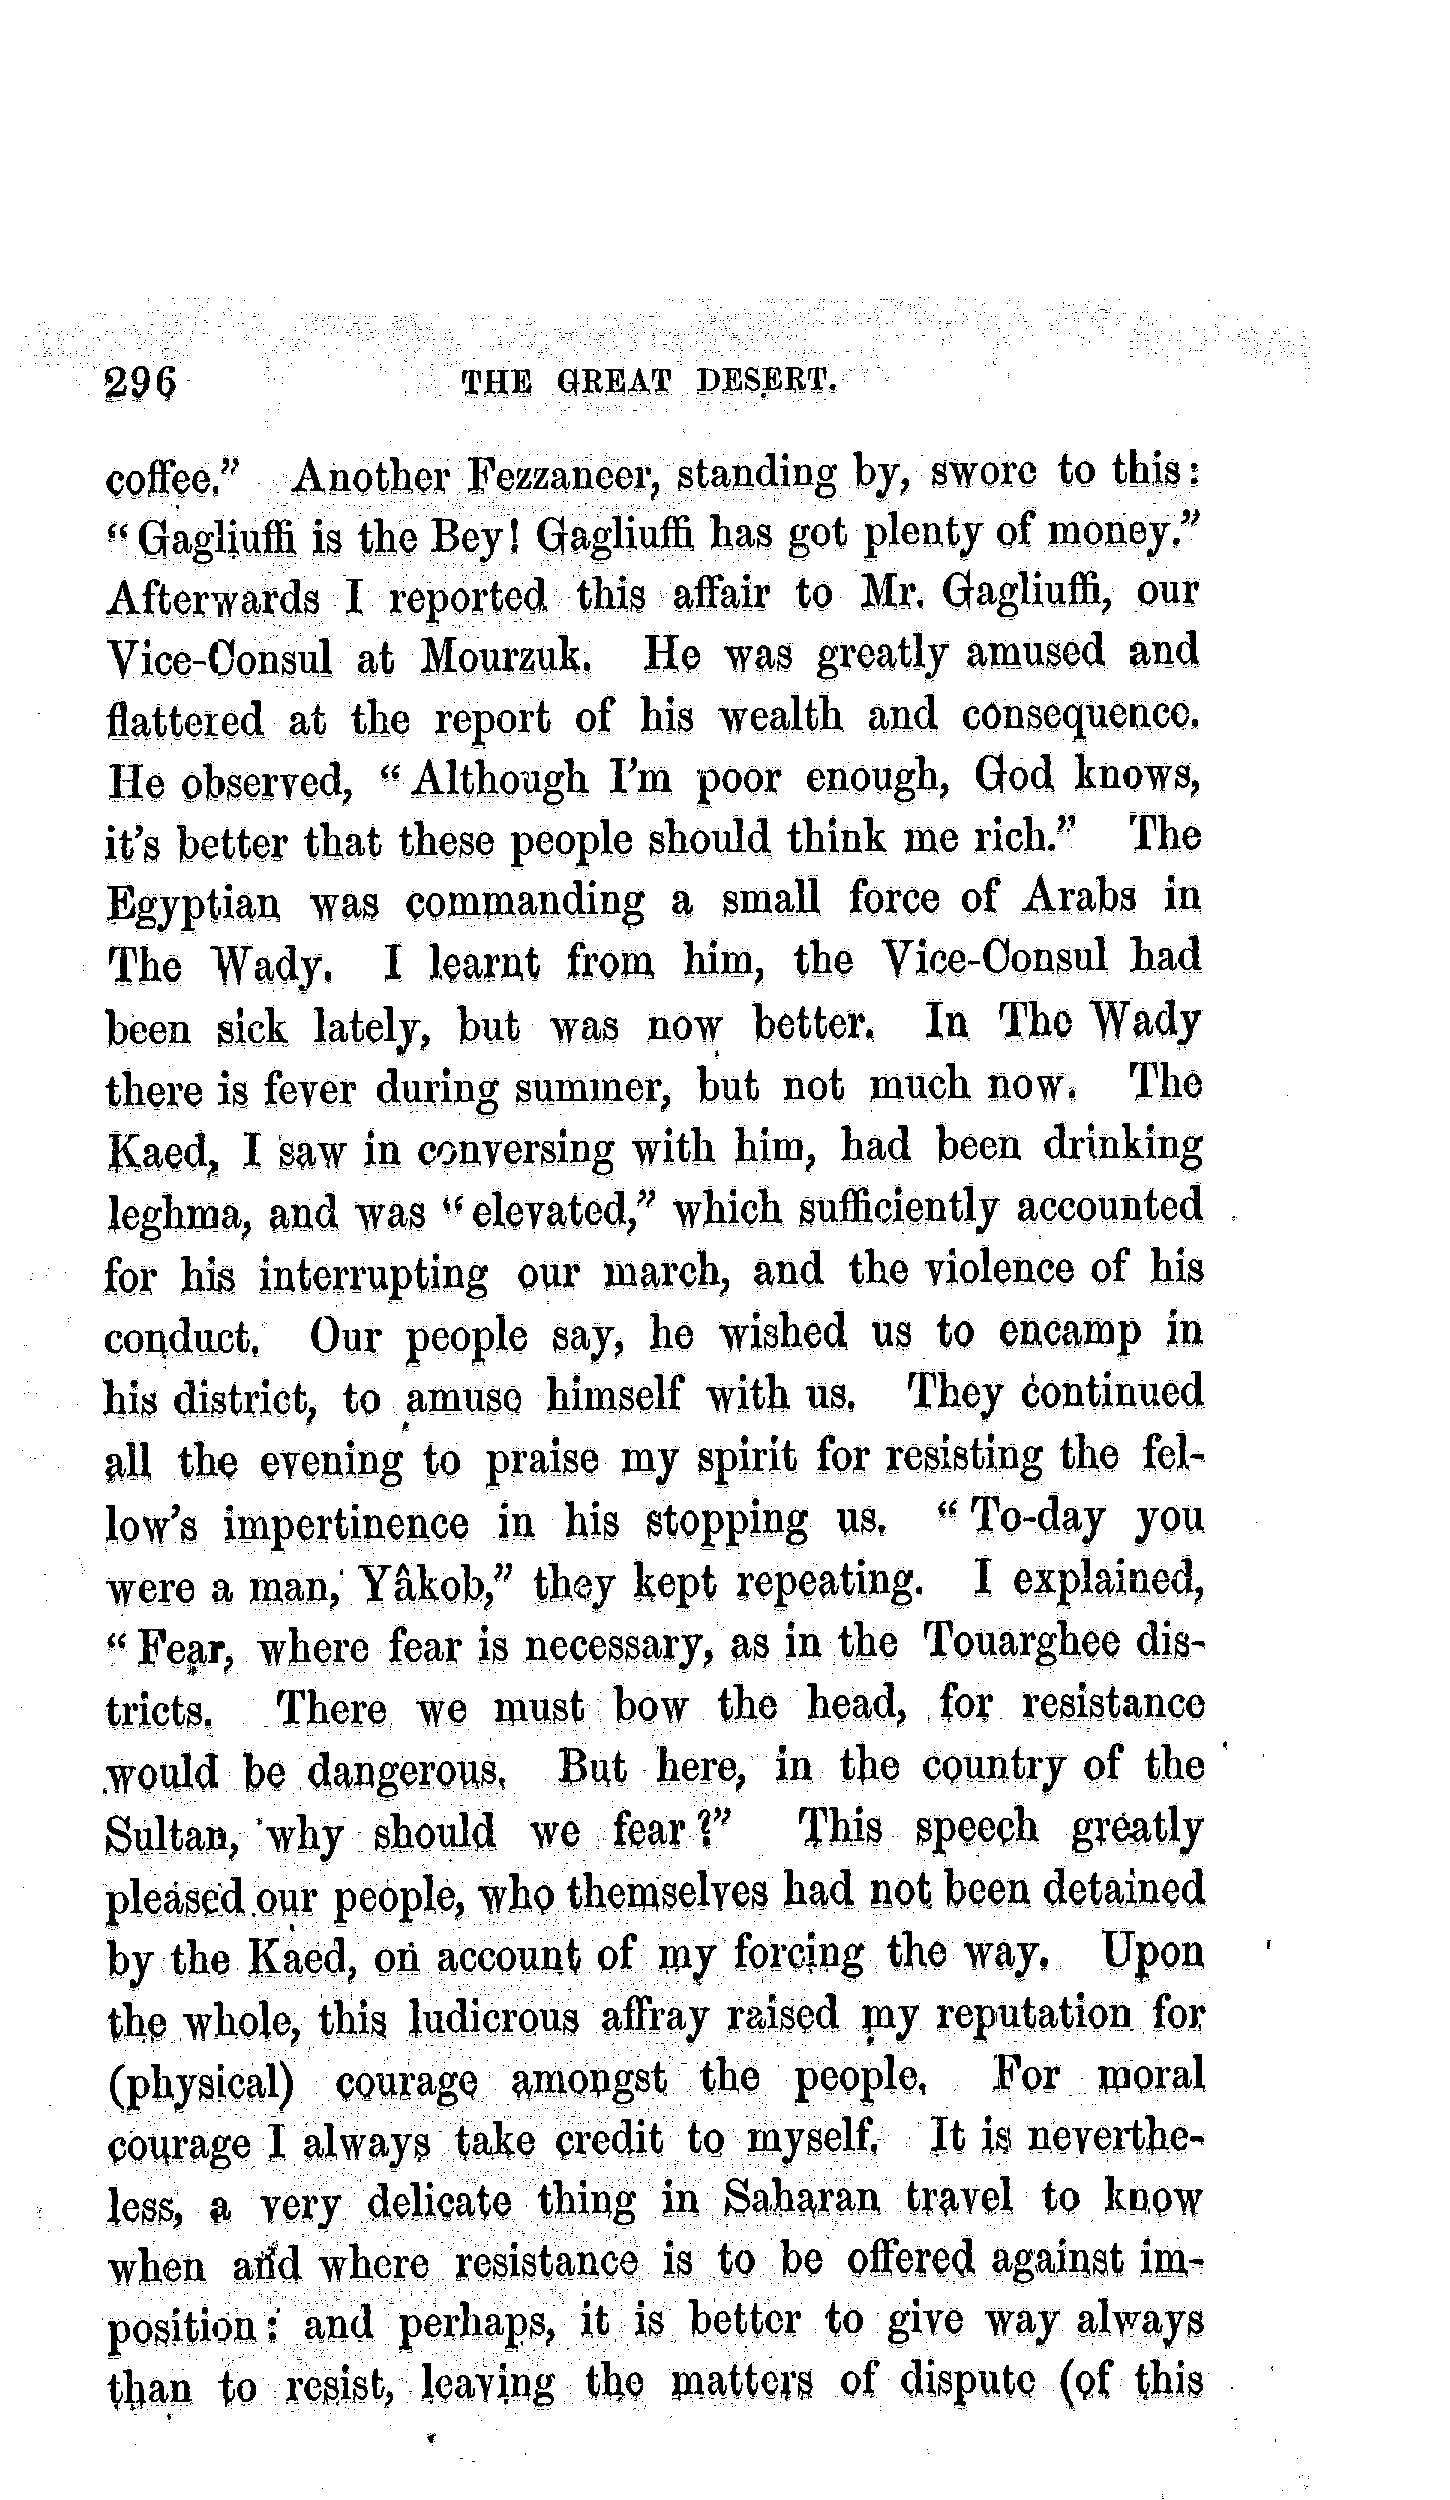 296 THE GREAT DESERT.
coffee.” Another Fezzaneer, standing by, swore to this:
“Gagliuffi is the Bey! Gagliuffi has got plenty of money.”
Afterwards I reported this affair to Mr. Gagliuffi, our
Vice-Consul at Mourzuk. He was greatly amused and
flattered at the report of his wealth and consequence.
He observed, “Although I’m poor enough, God knows,
it’s better that these people should think me rich.” The
Egyptian was commanding a small force of Arabs in
The Wady. I learnt from him, the Vice-Consul had
been sick lately, but was now better. In The Wady
there is fever during summer, but not much now. The
Kaed, I saw in conversing with him, had been drinking
leghma, and was “elevated,” which sufficiently accounted
for his interrupting our march, and the violence of his
conduct. Our people say, he wished us to encamp in
his district, to amuse himself with us. They continued
all the evening to praise my spirit for resisting the fel-
low’s impertinence in his stopping us. “To-day you
were a man, Yâkob,” they kept repeating. I explained,
“Fear, where fear is necessary, as in the Touarghee dis-
tricts. There we must bow the head, for resistance
would be dangerous. But here, in the country of the
Sultan, why should we fear?” This speech greatly
pleased our people, who themselves had not been detained
by the Kaed, on account of my forcing the way. Upon
the whole, this ludicrous affray raised my reputation for
(physical) courage amongst the people. For moral
courage I always take credit to myself. It is neverthe-
less, a very delicate thing in Saharan travel to know
when and where resistance is to be offered against im-
position: and perhaps, it is better to give way always
than to resist, leaving the matters of dispute (of this